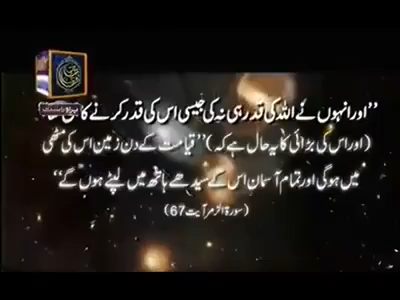 ”اور انہوں نے اللہ کی قدر ہی نہ کی جیسی اس کی قدر کرنے کا
(اور اس کی بڑائی کا یہ حال ہے کہ) ”قیامت کے دن زمین اس کی مٹھی
میں ہوگی اور تمام آسمان اس کے سیدھے ہاتھ میں لپٹے ہوں گے“
(سورۃ الزمر آیت 67)